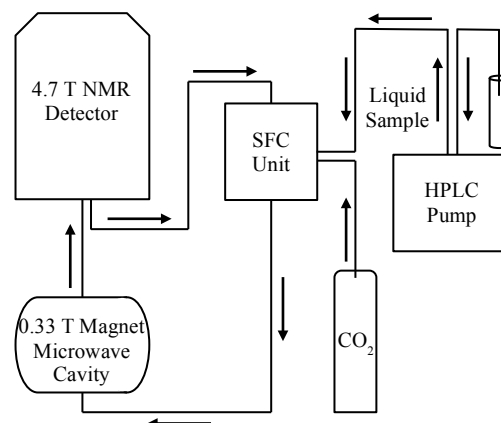 4.7 T NMR
Detector
SFC
Unit
Liquid
Sample
HPLC
Pump
0.33 T Magnet
Microwave
Cavity
CO₂